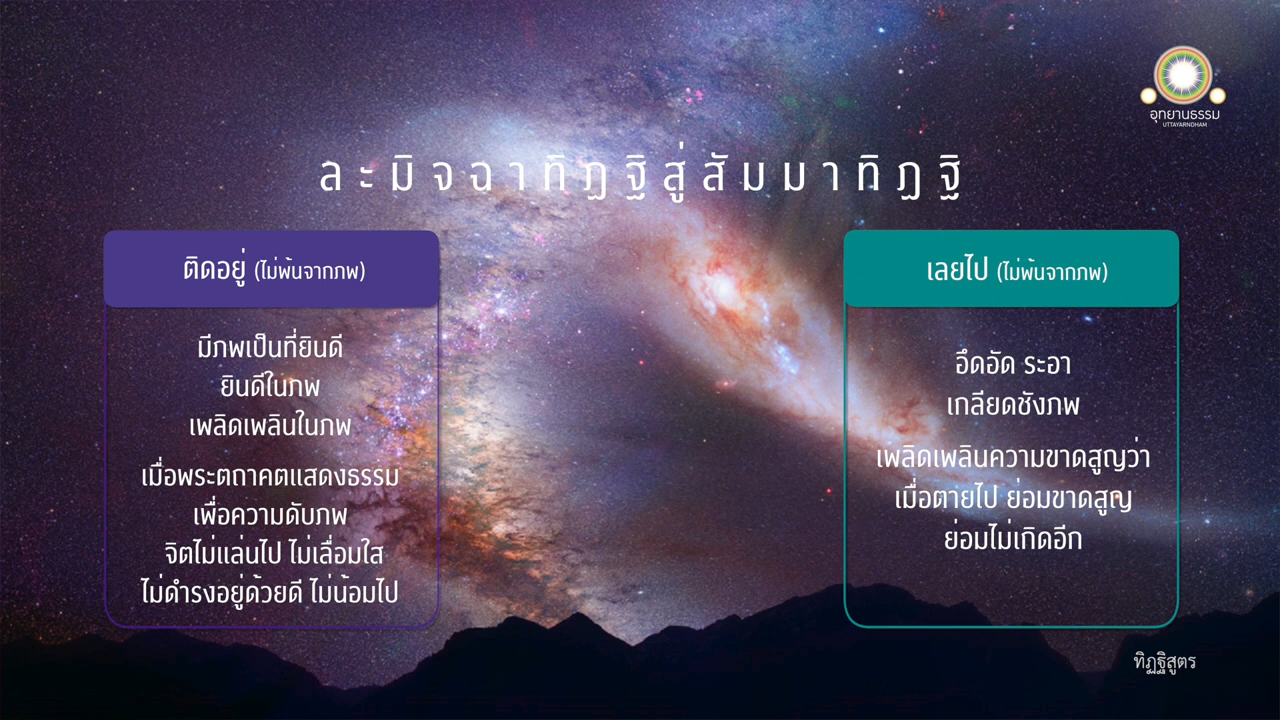 อุทยานธรรม
UTTAYARNDHAM
ละมิจฉาทิฏฐิสู่สัมมาทิฏฐิ
ติดอยู่ (ไม่พ้นจากภพ)
มีภพเป็นที่ยินดี
ยินดีในภพ
เพลิดเพลินในภพ
เมื่อพระตถาคตแสดงธรรม
เพื่อความดับภพ
จิตไม่แล่นไป ไม่เลื่อมใส
ไม่ดำรงอยู่ด้วยดี ไม่น้อมไป
เลยไป (ไม่พ้นจากภพ)
อึดอัด ระอา
เกลียดชังภพ
เพลิดเพลินความขาดสูญว่า
เมื่อตายไป ย่อมขาดสูญ
ย่อมไม่เกิดอีก
ทิฏฐิสูตร